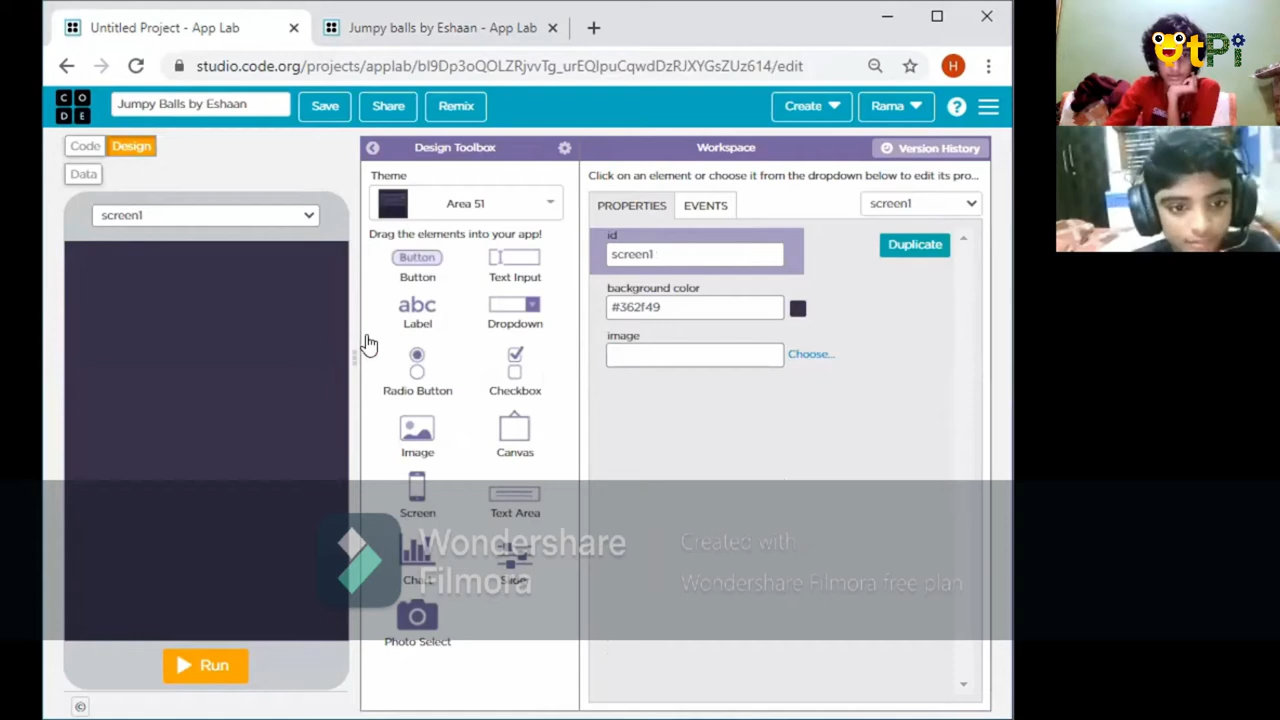 Untitled Project - App Lab
Jumpy balls by Eshaan - App Lab
studio.code.org/projects/applab/bI9Dp3oOOLZRjvvTg_urEQIpuCqwdDzRJXYGsZUz614/edit
H
OtPi
CODE
Jumpy Balls by Eshaan
Save
Share
Remix
Create
Rama
?
Code
Design
Data
Design Toolbox
Workspace
Version History
screen1
Theme
Area 51
Drag the elements into your app!
Button
Button
Text Input
abc
Label
Dropdown
Radio Button
Checkbox
Image
Canvas
Screen
Text Area
Chart
Slider
Photo Select
Click on an element or choose it from the dropdown below to edit its pro...
PROPERTIES
EVENTS
screen1
id
screen1
Duplicate
background color
#362f49
image
Choose...
Wondershare
Filmora
Created with
Wondershare Filmora free plan
Run
©